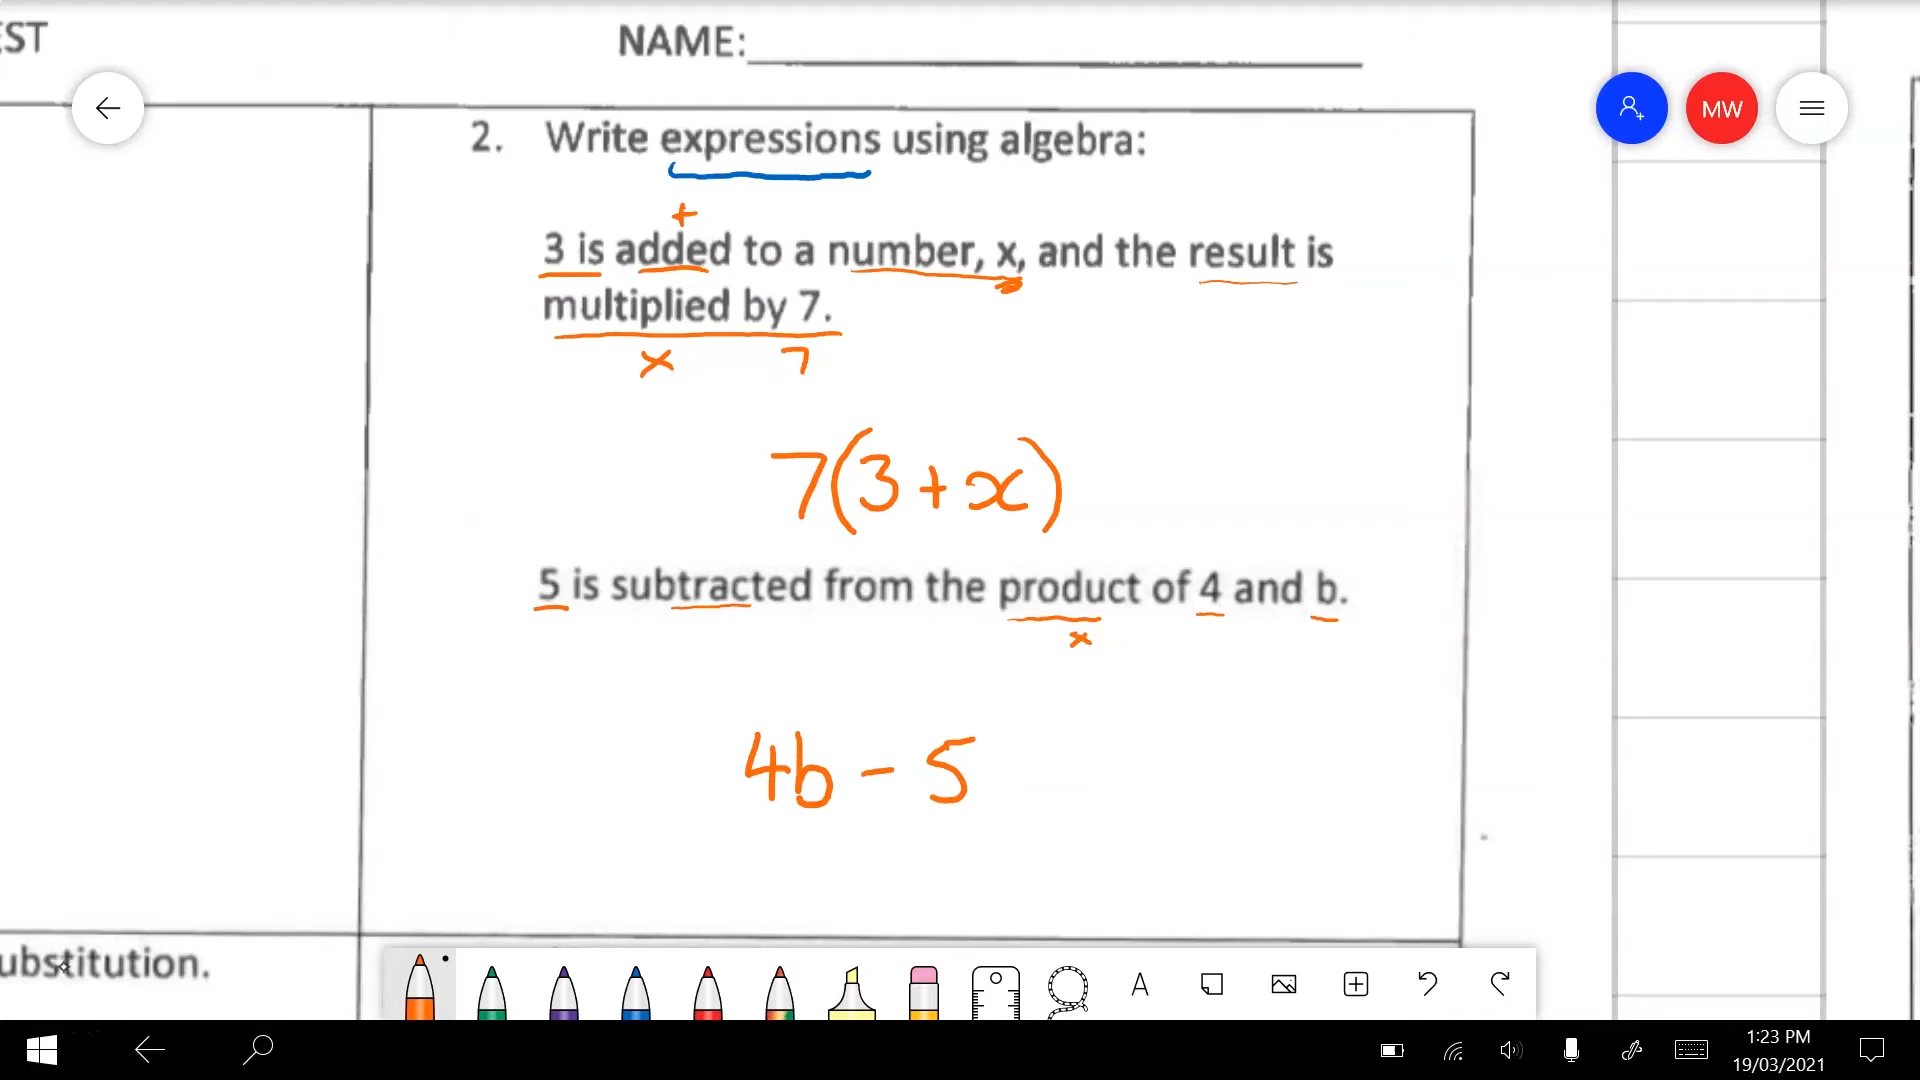 EST
NAME:
MW
2. Write expressions using algebra:
+
3 is added to a number, x, and the result is
multiplied by 7.
x 7
7(3+x)
5 is subtracted from the product of 4 and b.
x
4b - 5
ubstitution.
A
1:23 PM
19/03/2021